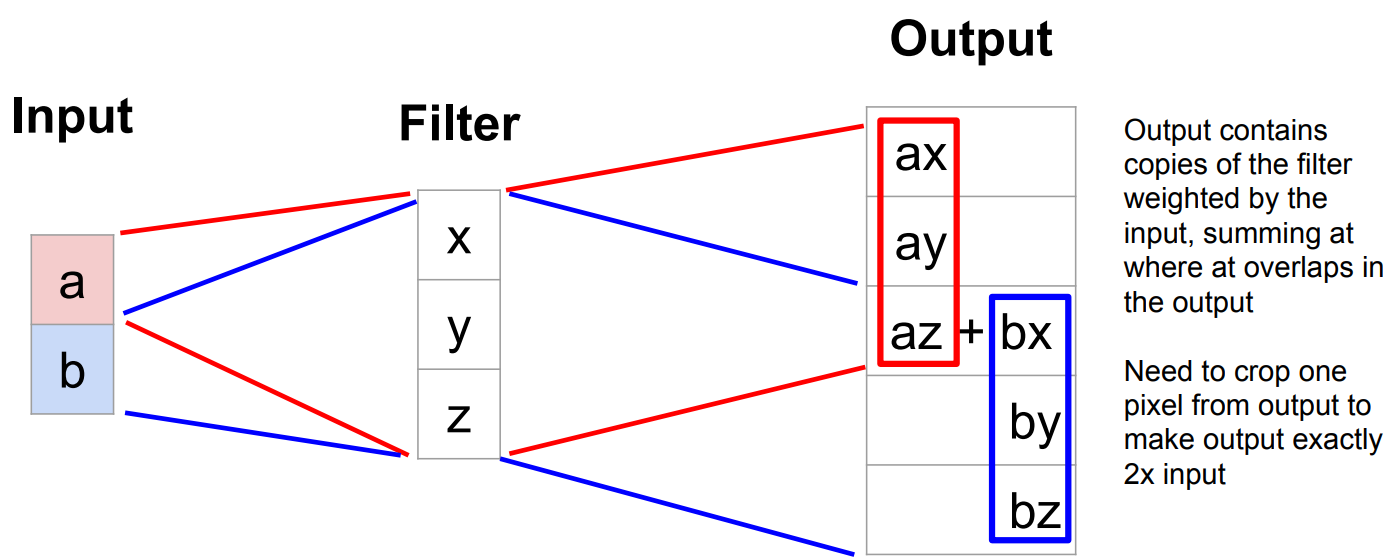 Output
Input
Filter
a
b
x
y
z
ax
ay
az + bx
by
bz
Output contains
copies of the filter
weighted by the
input, summing at
where at overlaps in
the output
Need to crop one
pixel from output to
make output exactly
2x input